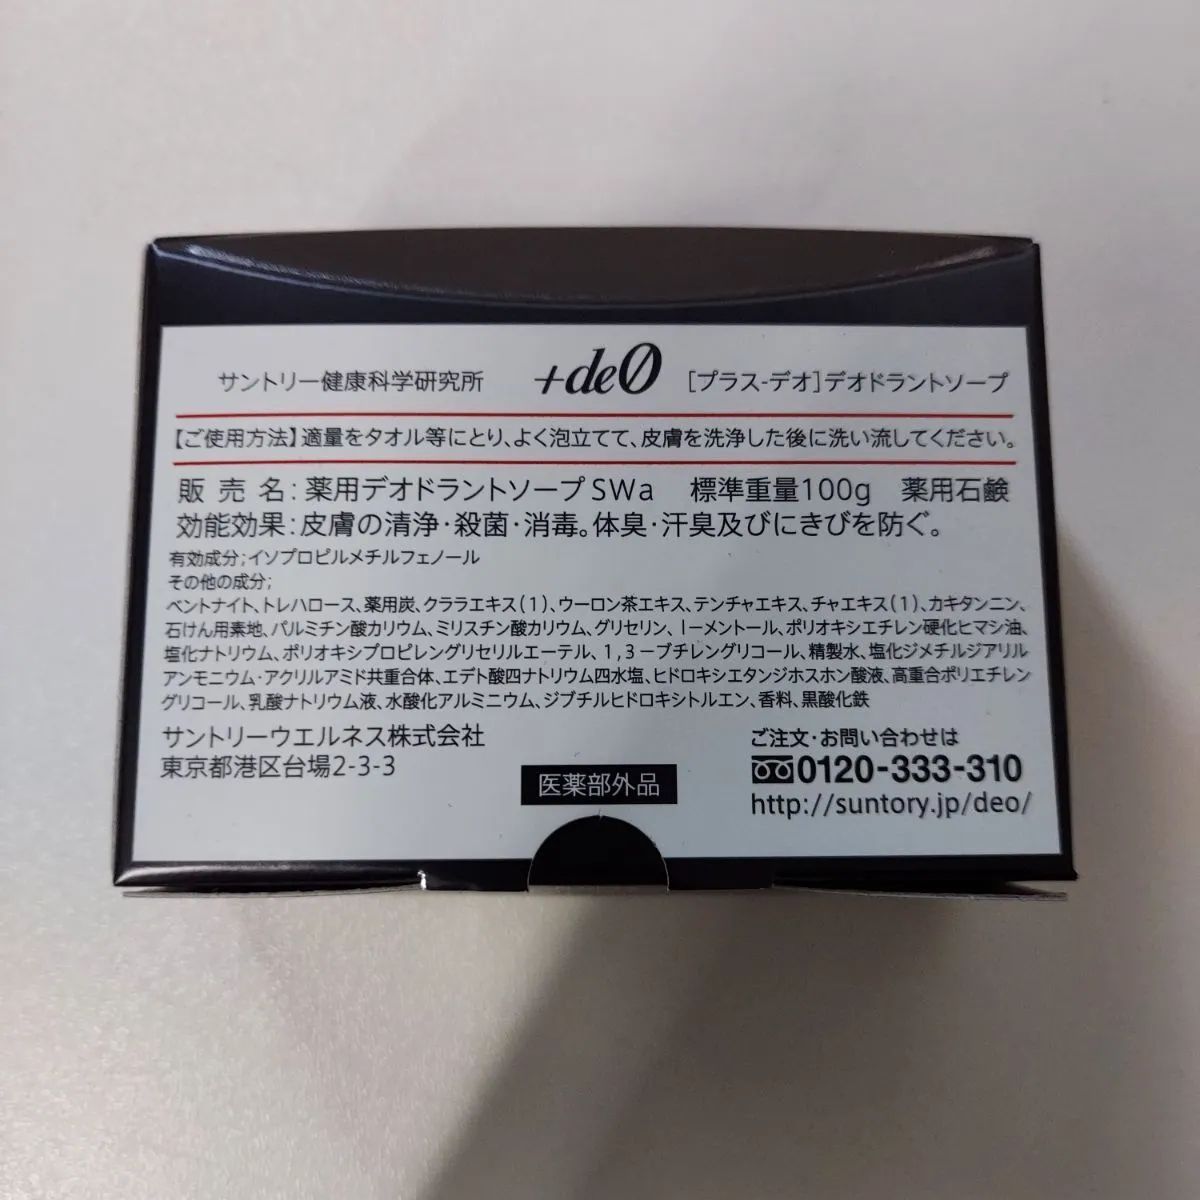 サントリー健康科学研究所 +de0 [プラス-デオ]デオドラントソープ
【ご使用方法】適量をタオル等にとり、よく泡立てて、皮膚を洗浄した後に洗い流してください。
販売名:薬用デオドラントソープSWa 標準重量100g 薬用石鹸
効能効果:皮膚の清浄・殺菌・消毒。体臭・汗臭及びにきびを防ぐ。
有効成分;イソプロピルメチルフェノール
その他の成分;
ベントナイト、トレハロース、薬用炭、クララエキス(1)、ウーロン茶エキス、テンチャエキス、チャエキス(1)、カキタンニン、
石けん用素地、パルミチン酸カリウム、ミリスチン酸カリウム、グリセリン、l-メントール、ポリオキシエチレン硬化ヒマシ油、
塩化ナトリウム、ポリオキシプロピレングリセリルエーテル、1,3-ブチレングリコール、精製水、塩化ジメチルジアリル
アンモニウム・アクリルアミド共重合体、エデト酸四ナトリウム四水塩、ヒドロキシエタンジホスホン酸液、高重合ポリエチレン
グリコール、乳酸ナトリウム液、水酸化アルミニウム、ジブチルヒドロキシトルエン、香料、黒酸化鉄
サントリーウエルネス株式会社
東京都港区台場2-3-3
医薬部外品
ご注文・お問い合わせは
0120-333-310
http://suntory.jp/deo/